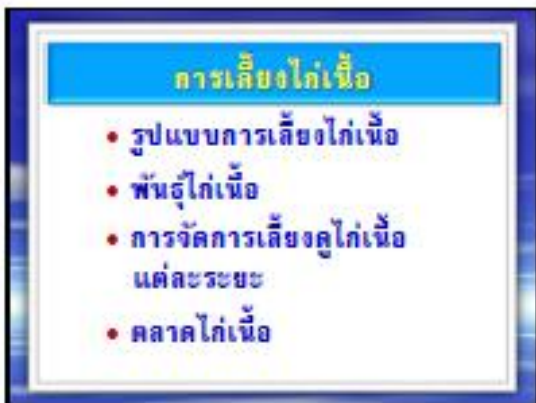 การเลี้ยงไก่เนื้อ
• รูปแบบการเลี้ยงไก่เนื้อ
• พันธุ์ไก่เนื้อ
• การจัดการเลี้ยงดูไก่เนื้อ
แต่ละระยะ
• ตลาดไก่เนื้อ